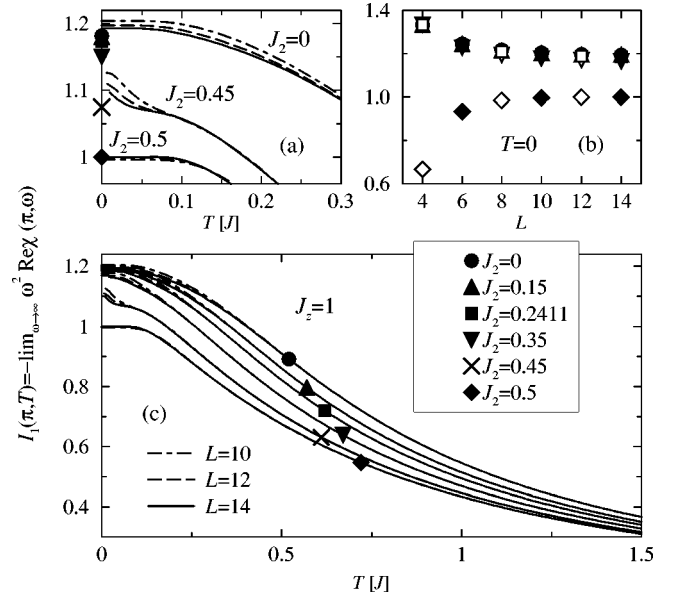 1.2
1.1
1
J₂=0
J₂=0.45
J₂=0.5
(a)
0
0.1
0.2
0.3
T [J]
1.4
1.0
0.6
T=0
(b)
4
6
8
10
12
14
L
I₁(π,T)=−lim_ω→∞ ω² Reχ (π,ω)
1.2
1
0.8
0.6
0.4
J_z=1
(c)
L=10
L=12
L=14
J₂=0
J₂=0.15
J₂=0.2411
J₂=0.35
J₂=0.45
J₂=0.5
0
0.5
1
1.5
T [J]